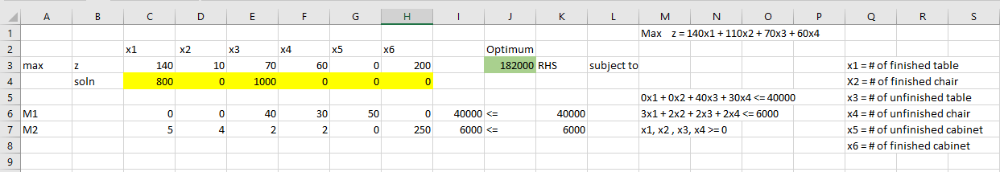 A B C D E F G H I J K L M N O P Q R S
1 Max z = 140x1 + 110x2 + 70x3 + 60x4
2 x1 x2 x3 x4 x5 x6 Optimum
3 max z 140 10 70 60 0 200 182000 RHS subject to x1 = # of finished table
4 soln 800 0 1000 0 0 0 X2 = # of finished chair
5 0x1 + 0x2 + 40x3 + 30x4 <= 40000 x3 = # of unfinished table
6 M1 0 0 40 30 50 0 40000 <= 40000 3x1 + 2x2 + 2x3 + 2x4 <= 6000 x4 = # of unfinished chair
7 M2 5 4 2 2 0 250 6000 <= 6000 x1, x2 , x3, x4 >= 0 x5 = # of unfinished cabinet
8 x6 = # of finished cabinet
9